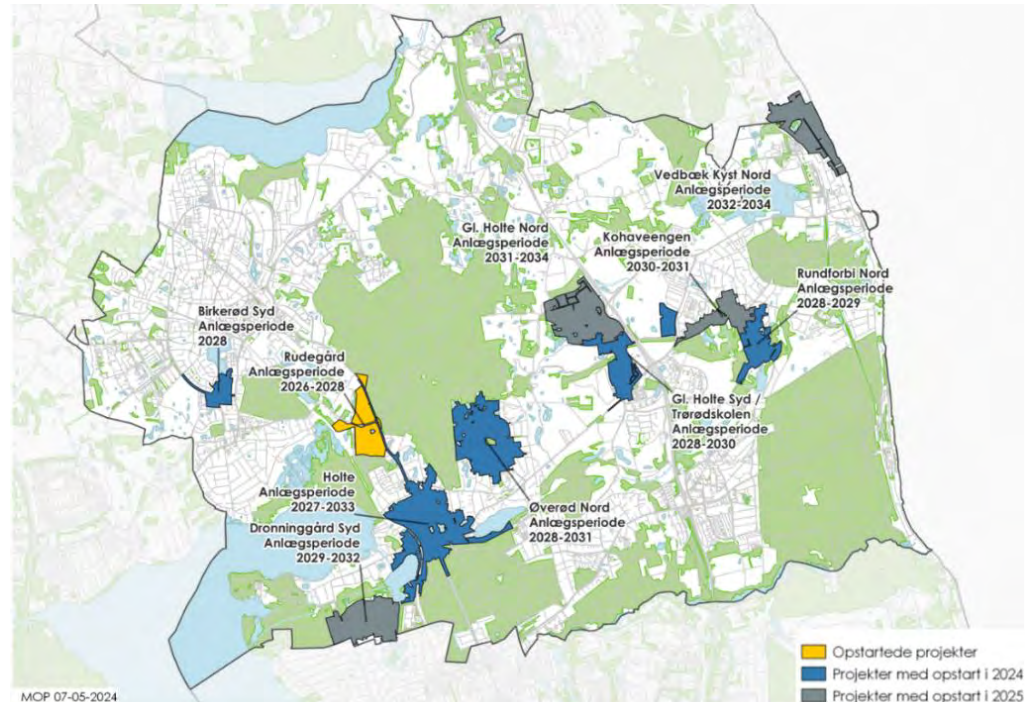 Vedbæk Kyst Nord
Anlægsperiode
2032-2034
Gl. Holte Nord
Anlægsperiode
2031-2034
Kohaveengen
Anlægsperiode
2030-2031
Rundforbi Nord
Anlægsperiode
2028-2029
Birkerød Syd
Anlægsperiode
2028
Rudegård
Anlægsperiode
2026-2028
Gl. Holte Syd /
Trørødskolen
Anlægsperiode
2028-2030
Holte
Anlægsperiode
2027-2033
Dronninggård Syd
Anlægsperiode
2029-2032
Øverød Nord
Anlægsperiode
2028-2031
Opstartede projekter
Projekter med opstart i 2024
Projekter med opstart i 2025
MOP 07-05-2024